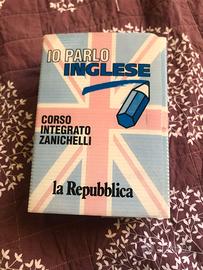 IO PARLO
INGLESE
CORSO
INTEGRATO
ZANICHELLI
la Repubblica